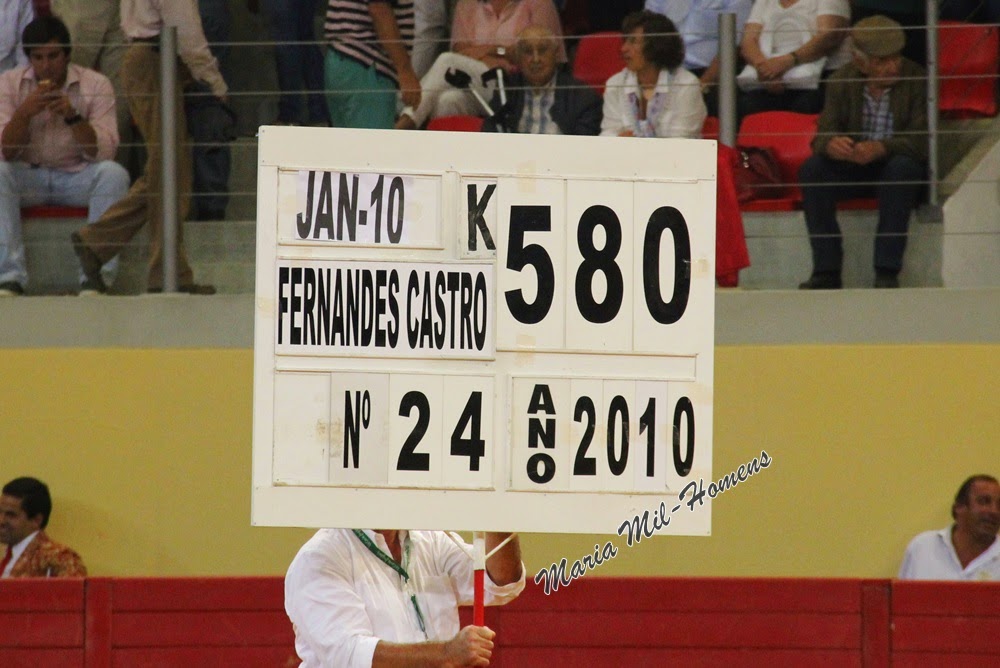 JAN-10 K 580
FERNANDES CASTRO
Nº 24 ANO 2010
Maria Mil-Homens